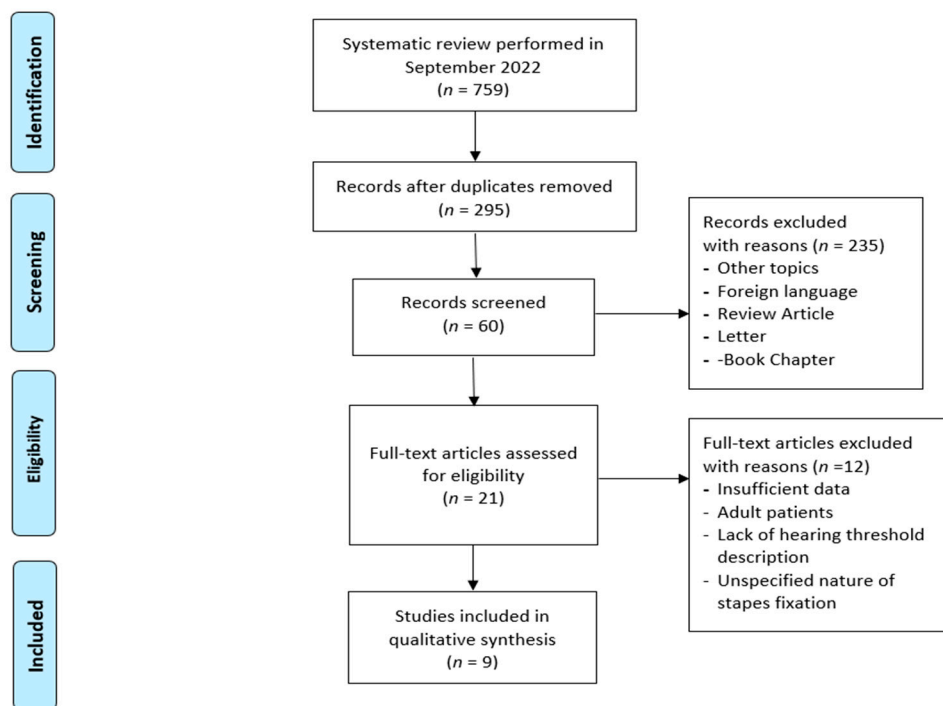 Identification
Systematic review performed in
September 2022
(n = 759)
Records after duplicates removed
(n = 295)
Screening
Records screened
(n = 60)
Records excluded
with reasons (n = 235)
- Other topics
- Foreign language
- Review Article
- Letter
- -Book Chapter
Eligibility
Full-text articles assessed
for eligibility
(n = 21)
Full-text articles excluded
with reasons (n =12)
- Insufficient data
- Adult patients
- Lack of hearing threshold
description
- Unspecified nature of
stapes fixation
Included
Studies included in
qualitative synthesis
(n = 9)